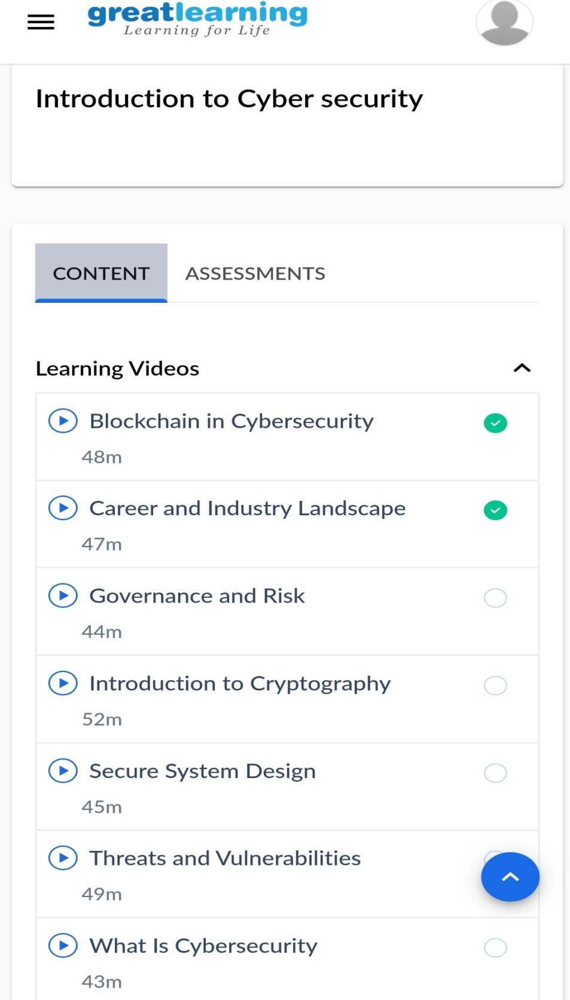 greatlearning
Learning for Life
Introduction to Cyber security
CONTENT ASSESSMENTS
Learning Videos
Blockchain in Cybersecurity
48m
Career and Industry Landscape
47m
Governance and Risk
44m
Introduction to Cryptography
52m
Secure System Design
45m
Threats and Vulnerabilities
49m
What Is Cybersecurity
43m